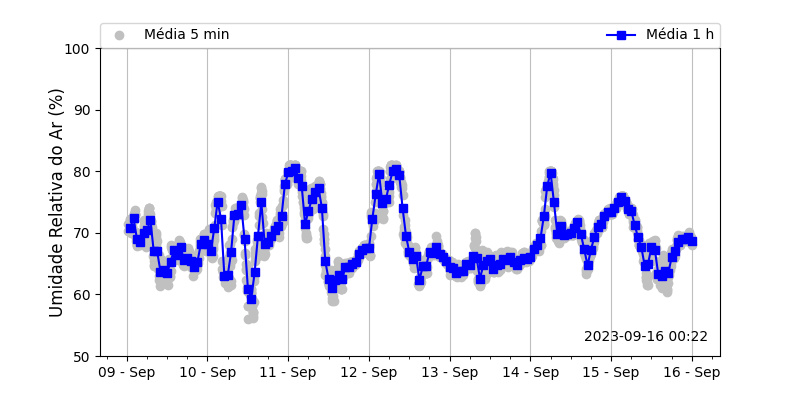 Média 5 min
Média 1 h
Umidade Relativa do Ar (%)
100
90
80
70
60
50
2023-09-16 00:22
09 - Sep
10 - Sep
11 - Sep
12 - Sep
13 - Sep
14 - Sep
15 - Sep
16 - Sep